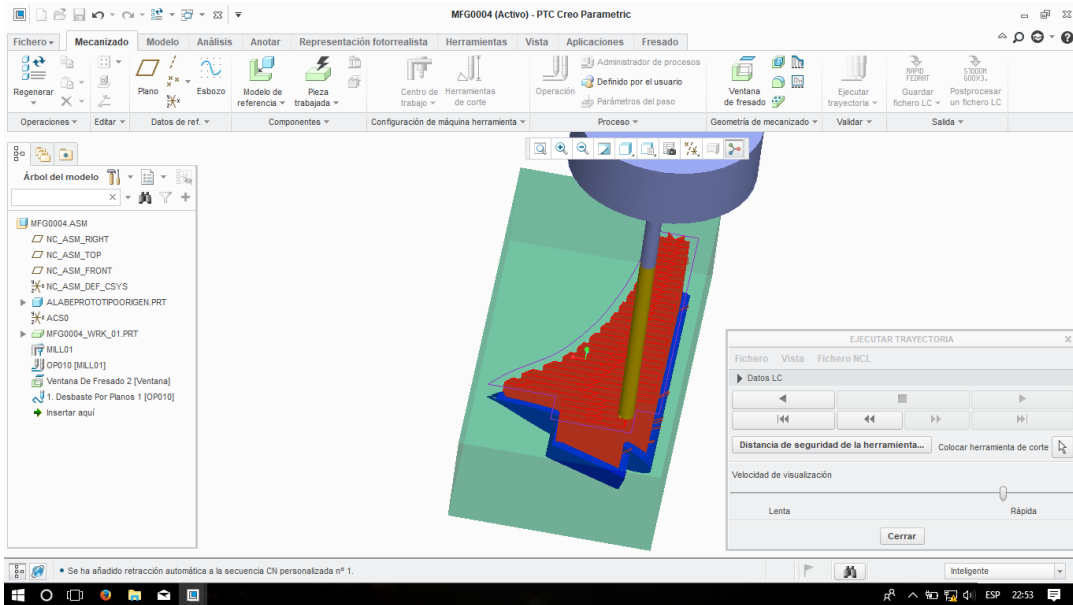 MFG0004 (Activo) - PTC Creo Parametric
Fichero Mecanizado Modelo Análisis Anotar Representación fotorrealista Herramientas Vista Aplicaciones Fresado
Regenerar
Plano
Esbozo
Modelo de referencia
Pieza trabajada
Centro de trabajo
Herramientas de corte
Operación
Administrador de procesos
Definido por el usuario
Parámetros del paso
Ventana de fresado
Ejecutar trayectoria
Guardar fichero LC
Postprocesar un fichero LC
Operaciones Editar Datos de ref. Componentes Configuración de máquina herramienta Proceso Geometría de mecanizado Validar Salida
Árbol del modelo
MFG0004.ASM
NC_ASM_RIGHT
NC_ASM_TOP
NC_ASM_FRONT
NC_ASM_DEF_CSYS
ALABEPROTOTIPOORIGEN.PRT
ACS0
MFG0004_WRK_01.PRT
MILL01
OP010 [MILL01]
Ventana De Fresado 2 [Ventana]
1. Desbaste Por Planos 1 [OP010]
Insertar aquí
EJECUTAR TRAYECTORIA
Fichero Vista Fichero NCL
Datos LC
Distancia de seguridad de la herramienta... Colocar herramienta de corte
Velocidad de visualización
Lenta Rápida
Cerrar
• Se ha añadido retracción automática a la secuencia CN personalizada nº 1.
Inteligente
ESP 22:53